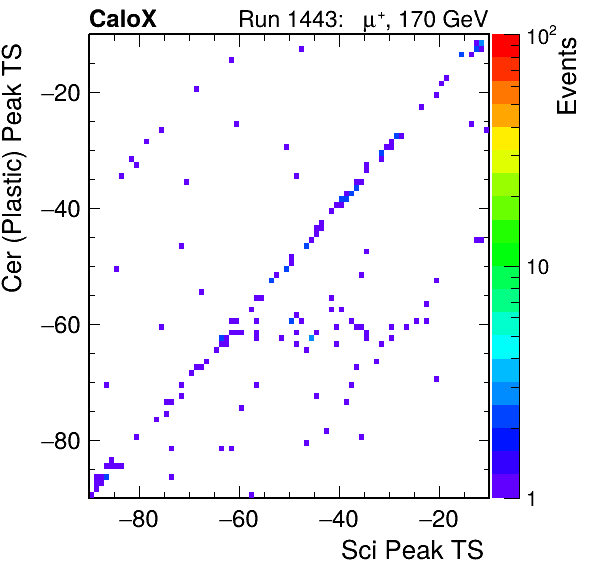 CaloX Run 1443: μ⁺, 170 GeV
Cer (Plastic) Peak TS
−20
−40
−60
−80
−80 −60 −40 −20
Sci Peak TS
10²
10
1
Events